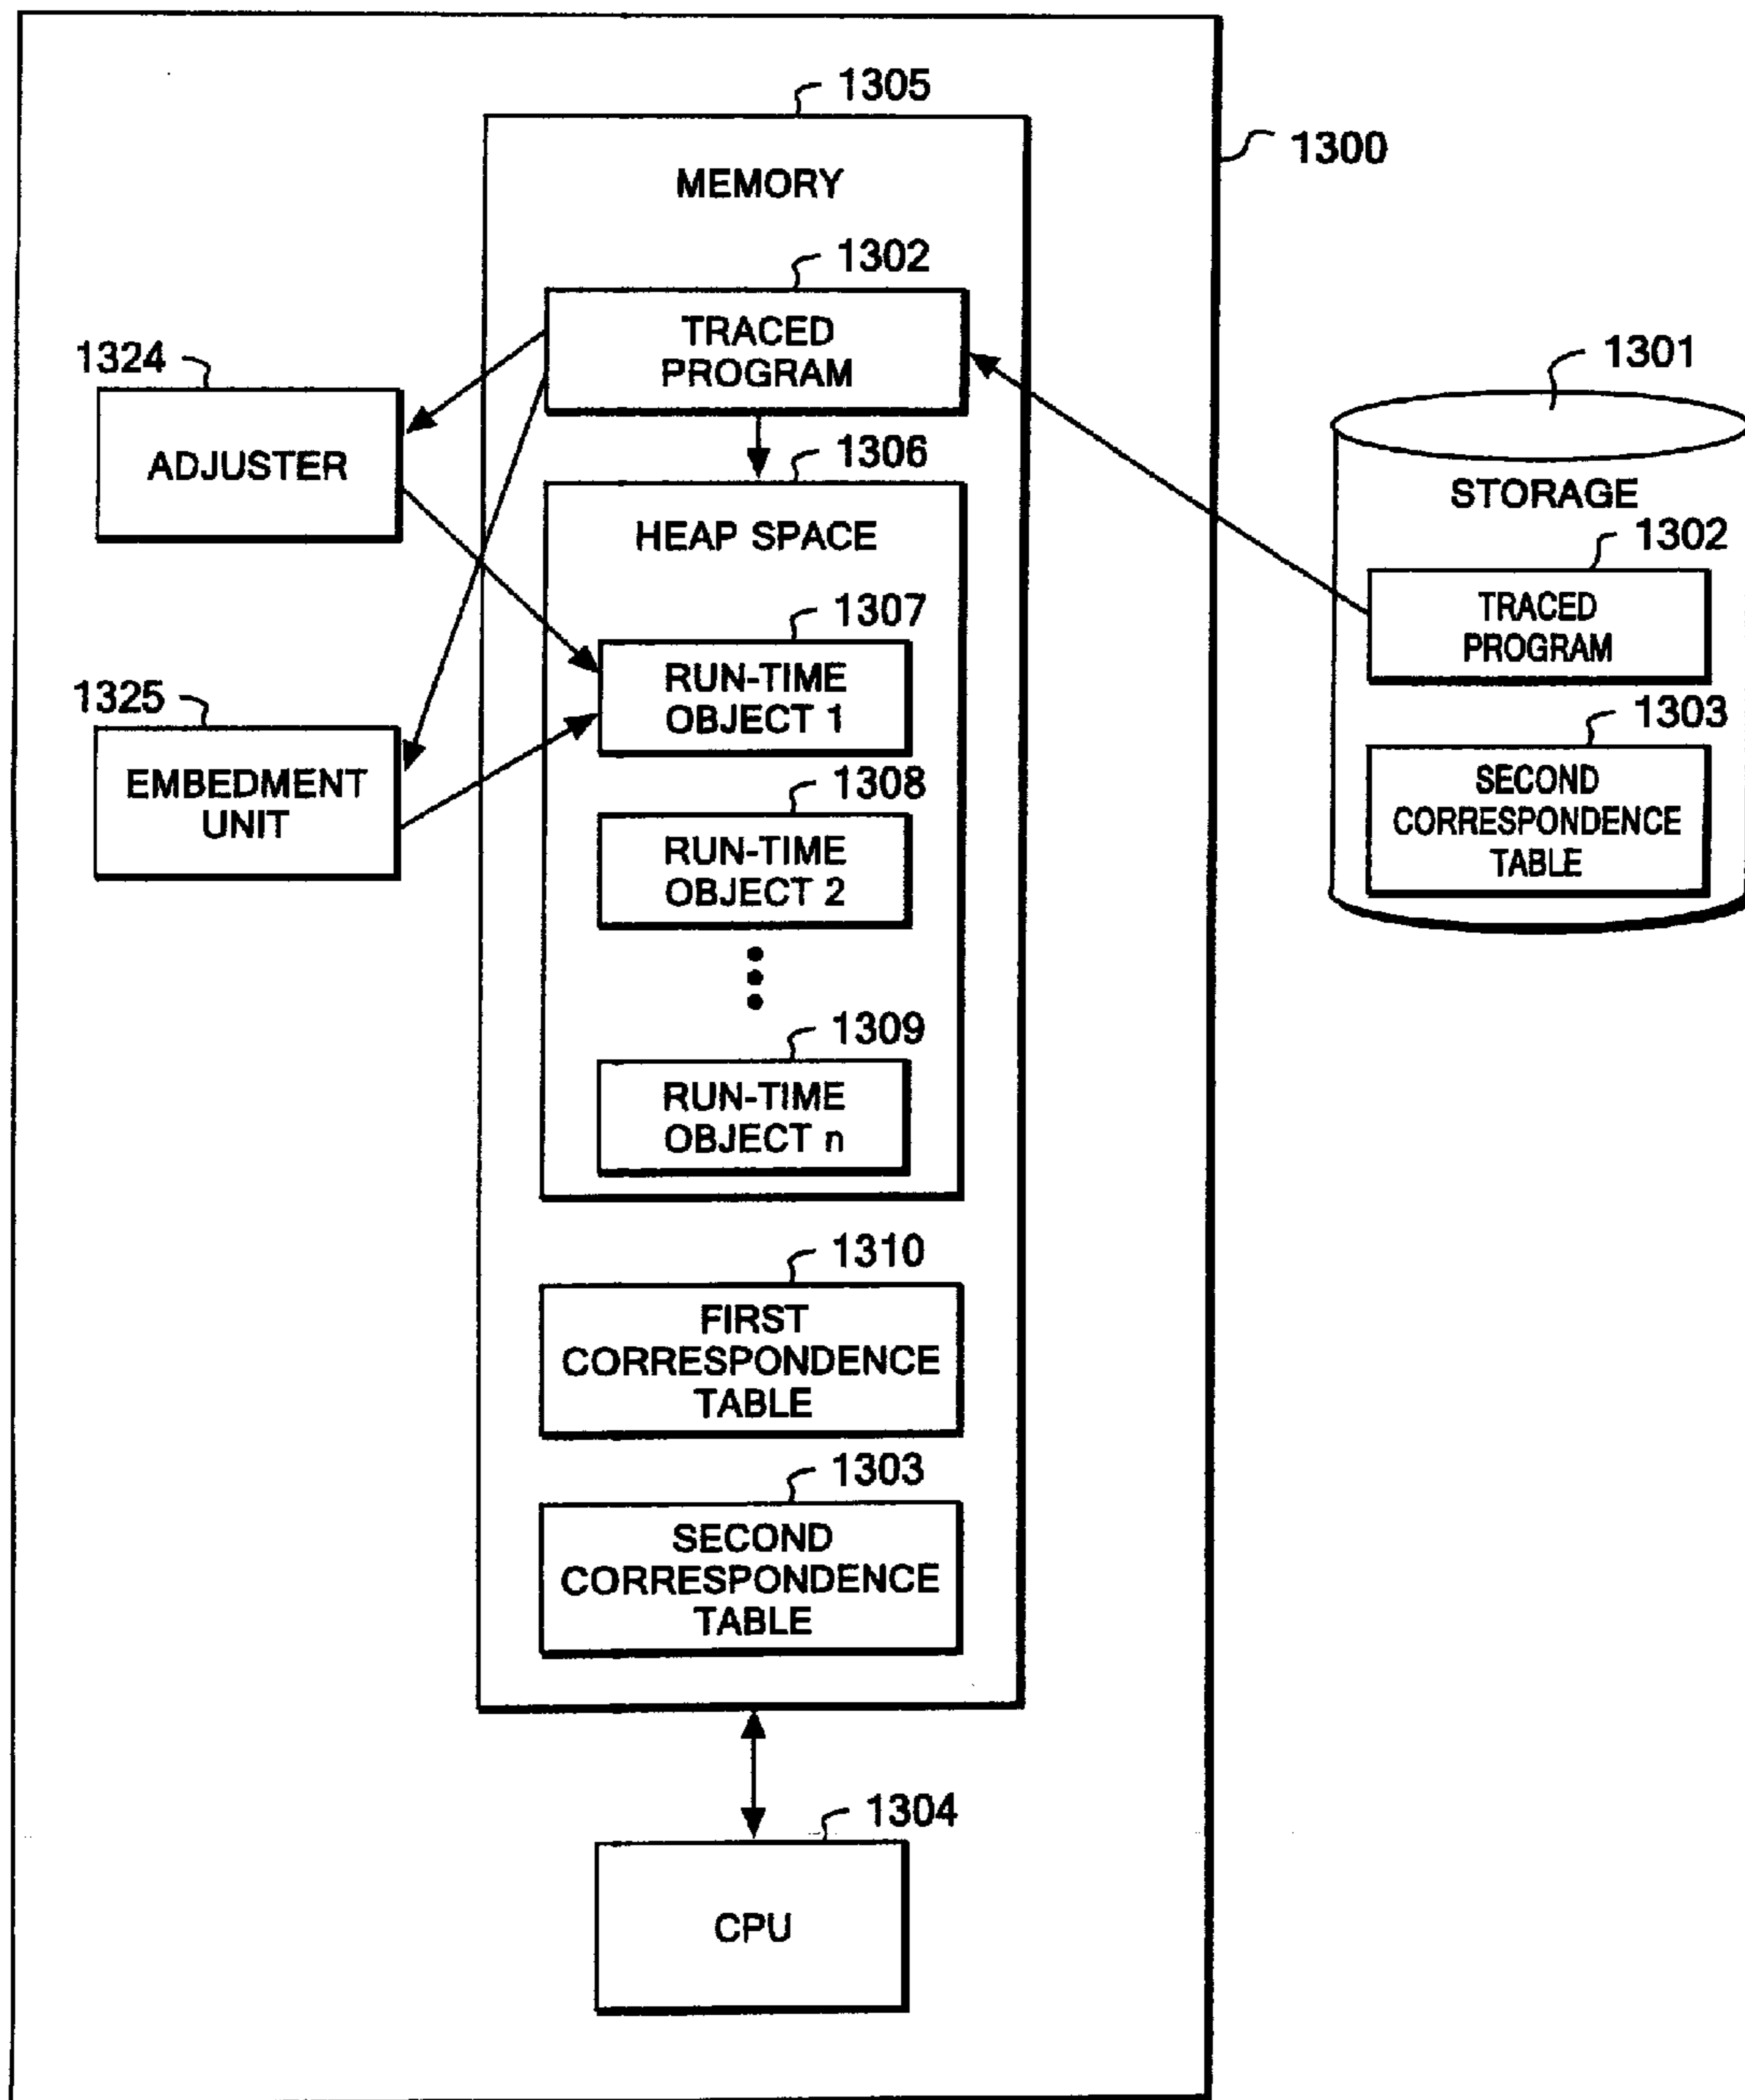 1305
1300
MEMORY
1302
TRACED
PROGRAM
1324
ADJUSTER
1306
HEAP SPACE
1307
RUN-TIME
OBJECT 1
1325
EMBEDMENT
UNIT
1308
RUN-TIME
OBJECT 2
1309
RUN-TIME
OBJECT n
1310
FIRST
CORRESPONDENCE
TABLE
1303
SECOND
CORRESPONDENCE
TABLE
1304
CPU
1301
STORAGE
1302
TRACED
PROGRAM
1303
SECOND
CORRESPONDENCE
TABLE